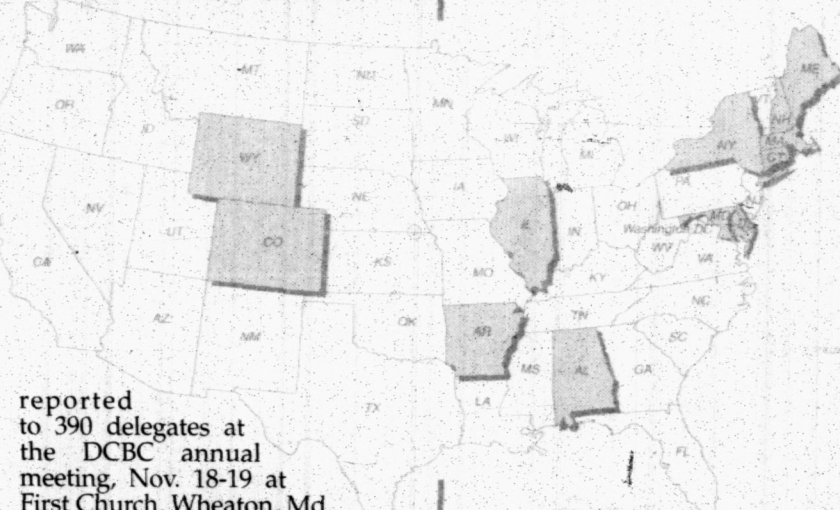 WA
MT
ND
MN
ME
OR
ID
SD
WI
MI
VT
NH
NY
MA
CT
WY
IA
PA
NJ
NV
UT
NE
IL
IN
OH
MD
Washington, DC
CA
CO
KS
MO
WV
VA
KY
AZ
NM
OK
AR
TN
NC
SC
MS
AL
GA
TX
LA
FL
reported
to 390 delegates at
the DCBC annual
meeting, Nov. 18-19 at
First Church, Wheaton, Md